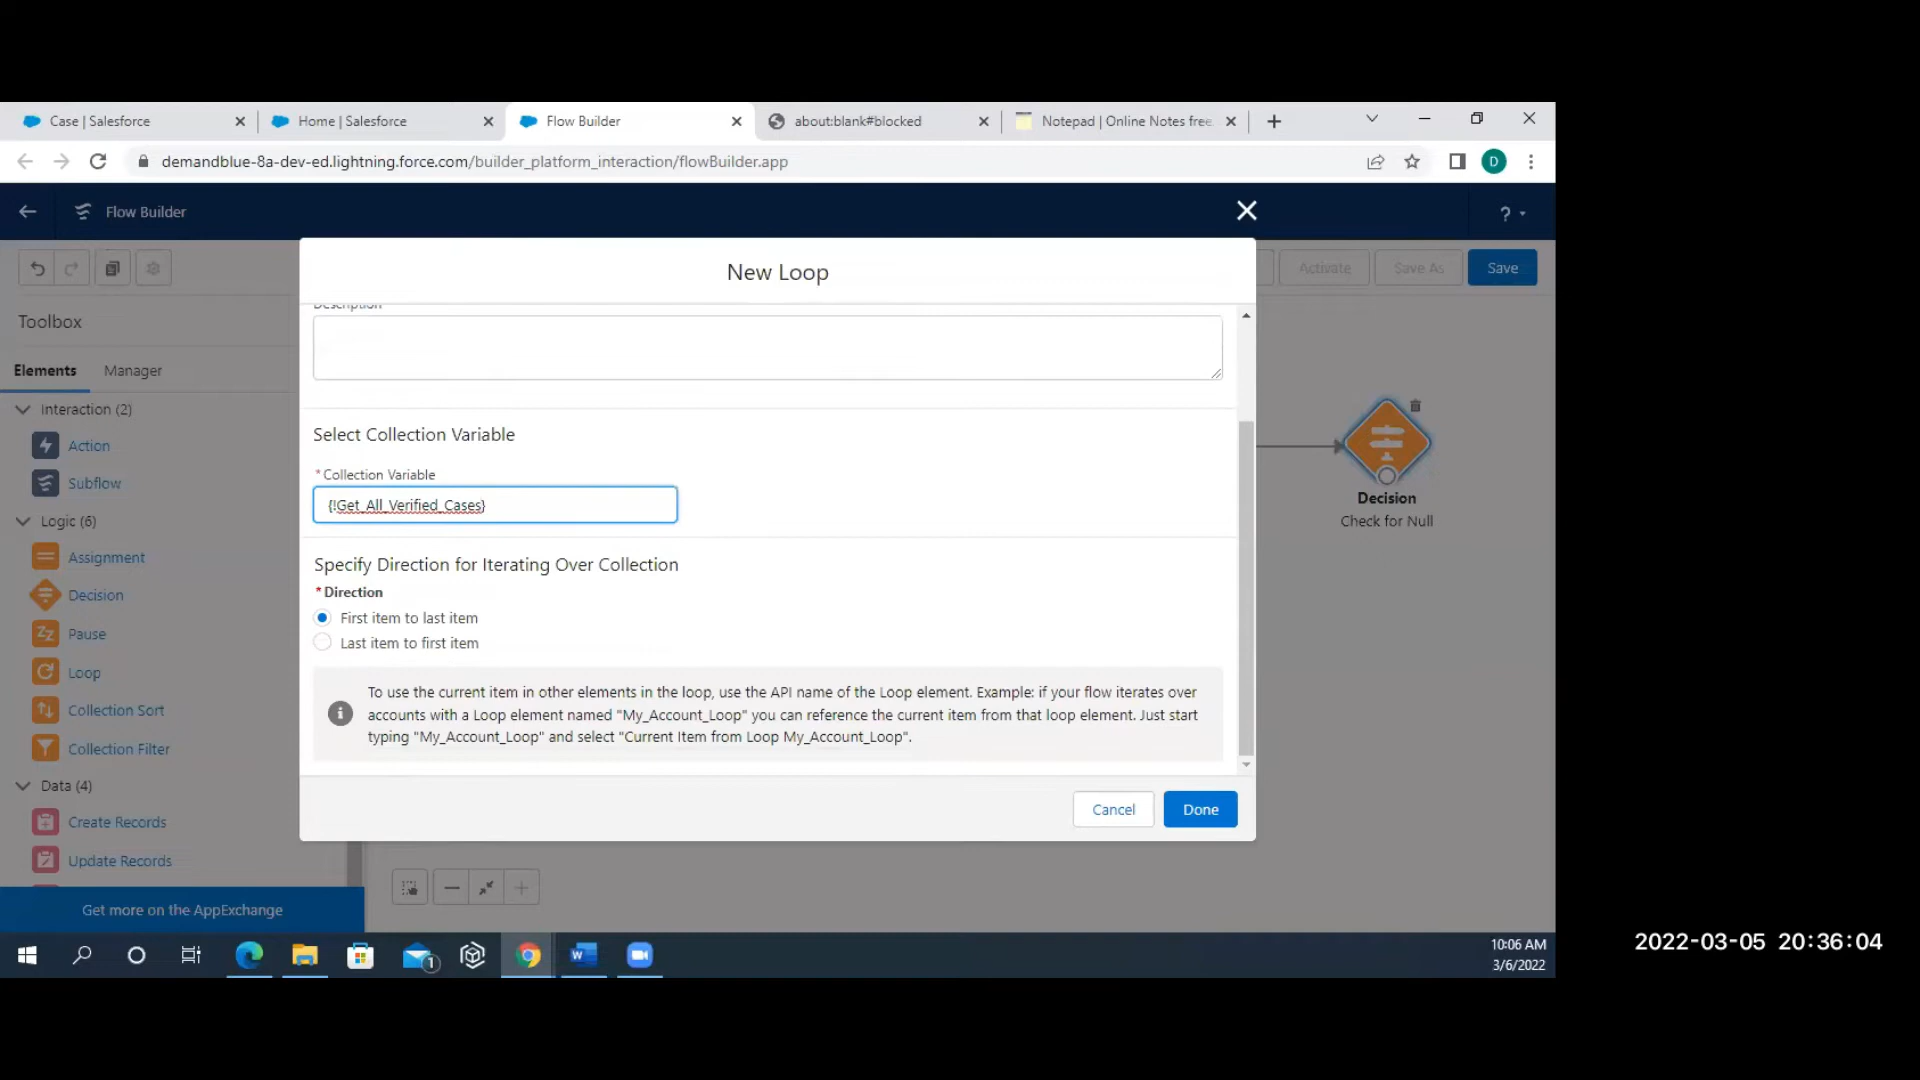 Case | Salesforce
Home | Salesforce
Flow Builder
about:blank#blocked
Notepad | Online Notes free
demandblue-8a-dev-ed.lightning.force.com/builder_platform_interaction/flowBuilder.app
D
Flow Builder
?
Activate
Save As
Save
New Loop
Toolbox
Description
Elements
Manager
Interaction (2)
Action
Subflow
Logic (6)
Assignment
Decision
Pause
Loop
Collection Sort
Collection Filter
Data (4)
Create Records
Update Records
Get more on the AppExchange
Select Collection Variable
* Collection Variable
{!Get_All_Verified_Cases}
Specify Direction for Iterating Over Collection
* Direction
First item to last item
Last item to first item
To use the current item in other elements in the loop, use the API name of the Loop element. Example: if your flow iterates over
accounts with a Loop element named "My_Account_Loop" you can reference the current item from that loop element. Just start
typing "My_Account_Loop" and select "Current Item from Loop My_Account_Loop".
Cancel
Done
Decision
Check for Null
1
10:06 AM
3/6/2022
2022-03-05 20:36:04